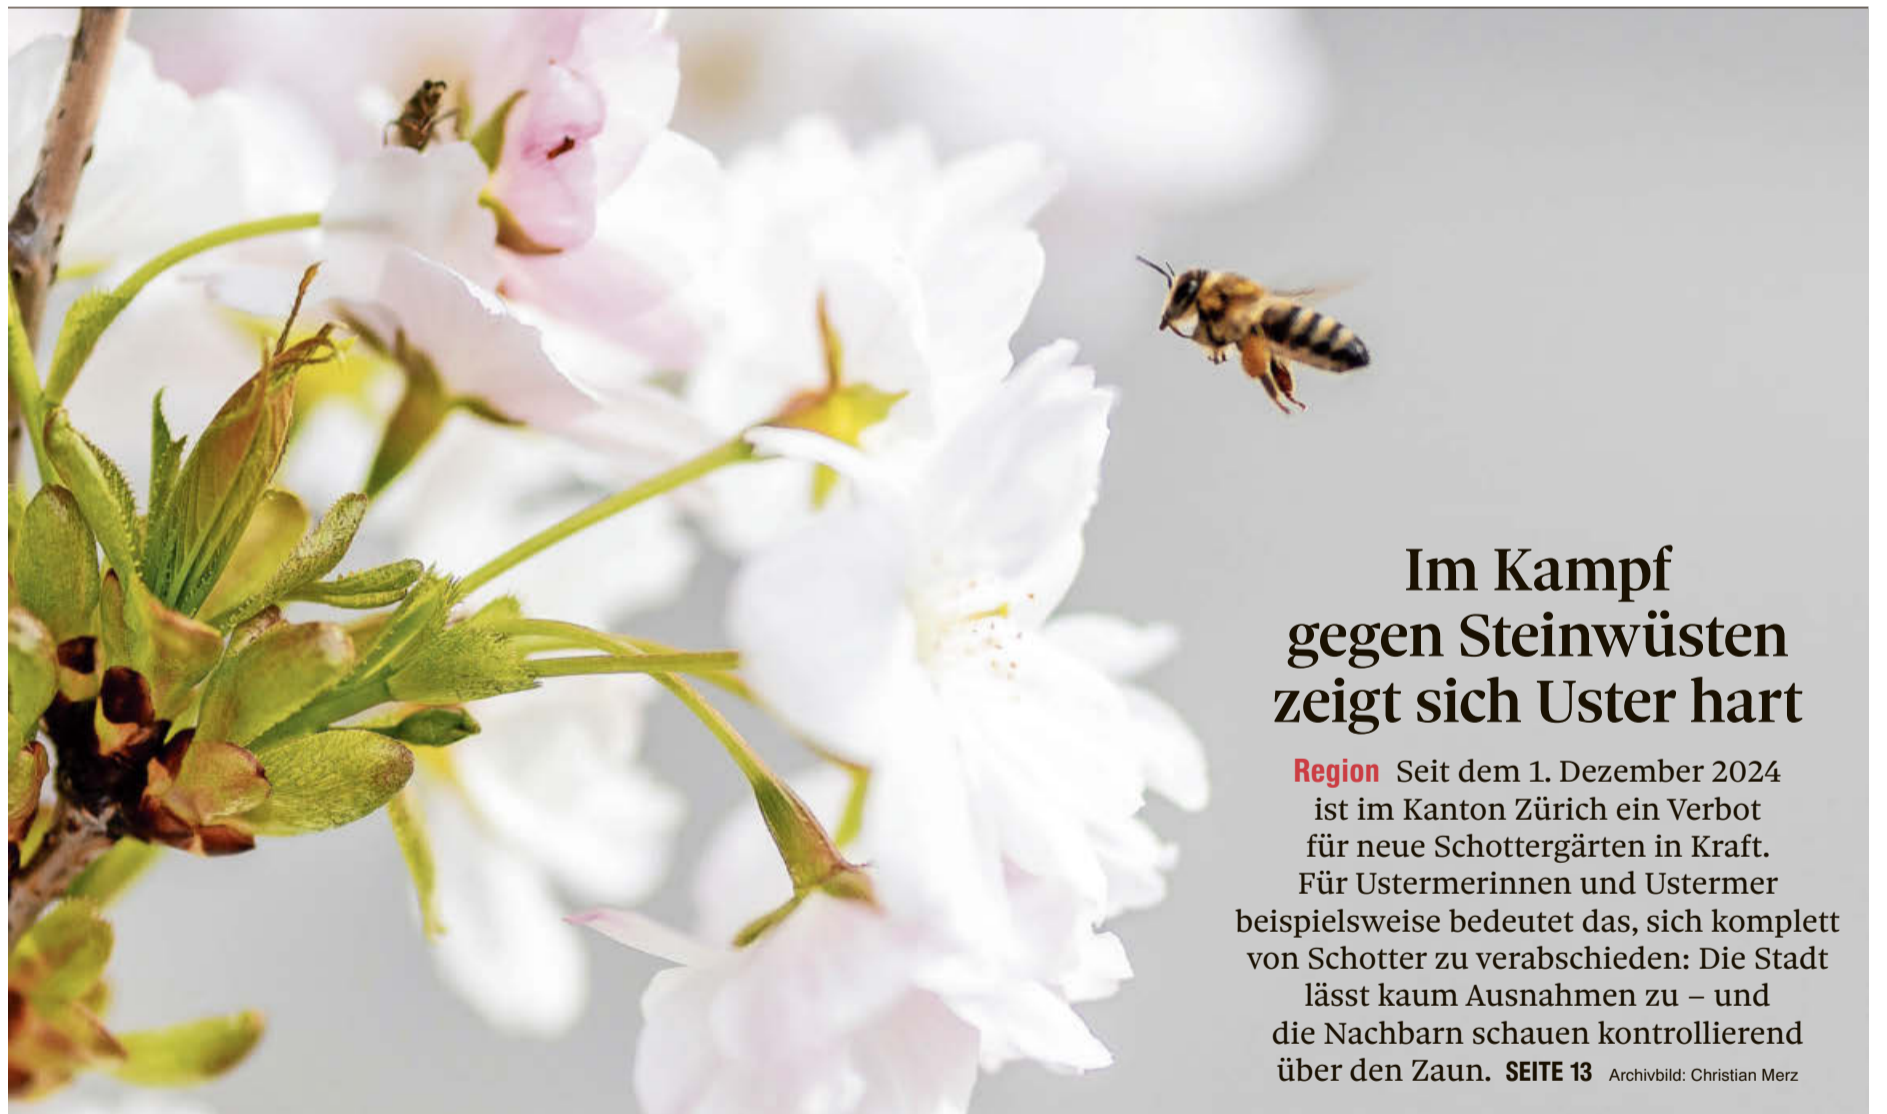 Im Kampf
gegen Steinwüsten
zeigt sich Uster hart
Region Seit dem 1. Dezember 2024
ist im Kanton Zürich ein Verbot
für neue Schottergärten in Kraft.
Für Ustermerinnen und Ustermer
beispielsweise bedeutet das, sich komplett
von Schotter zu verabschieden: Die Stadt
lässt kaum Ausnahmen zu – und
die Nachbarn schauen kontrollierend
über den Zaun. SEITE 13 Archivbild: Christian Merz